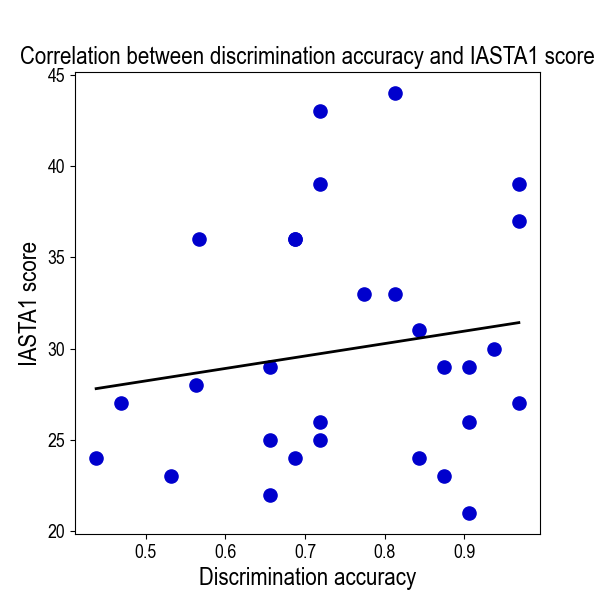 Correlation between discrimination accuracy and IASTA1 score
45
40
35
30
25
20
IASTA1 score
0.5 0.6 0.7 0.8 0.9
Discrimination accuracy